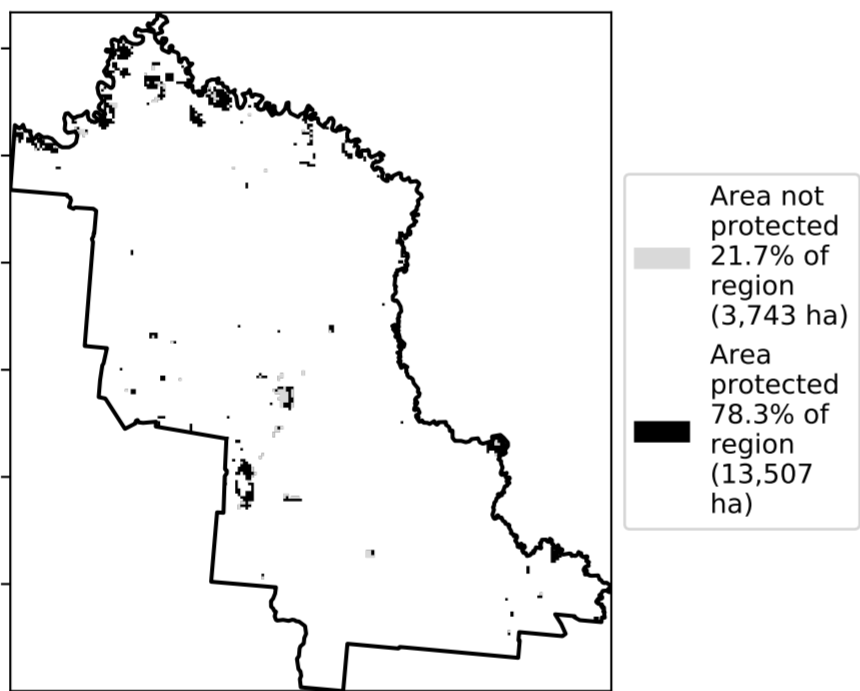 Area not
protected
21.7% of
region
(3,743 ha)
Area
protected
78.3% of
region
(13,507
ha)